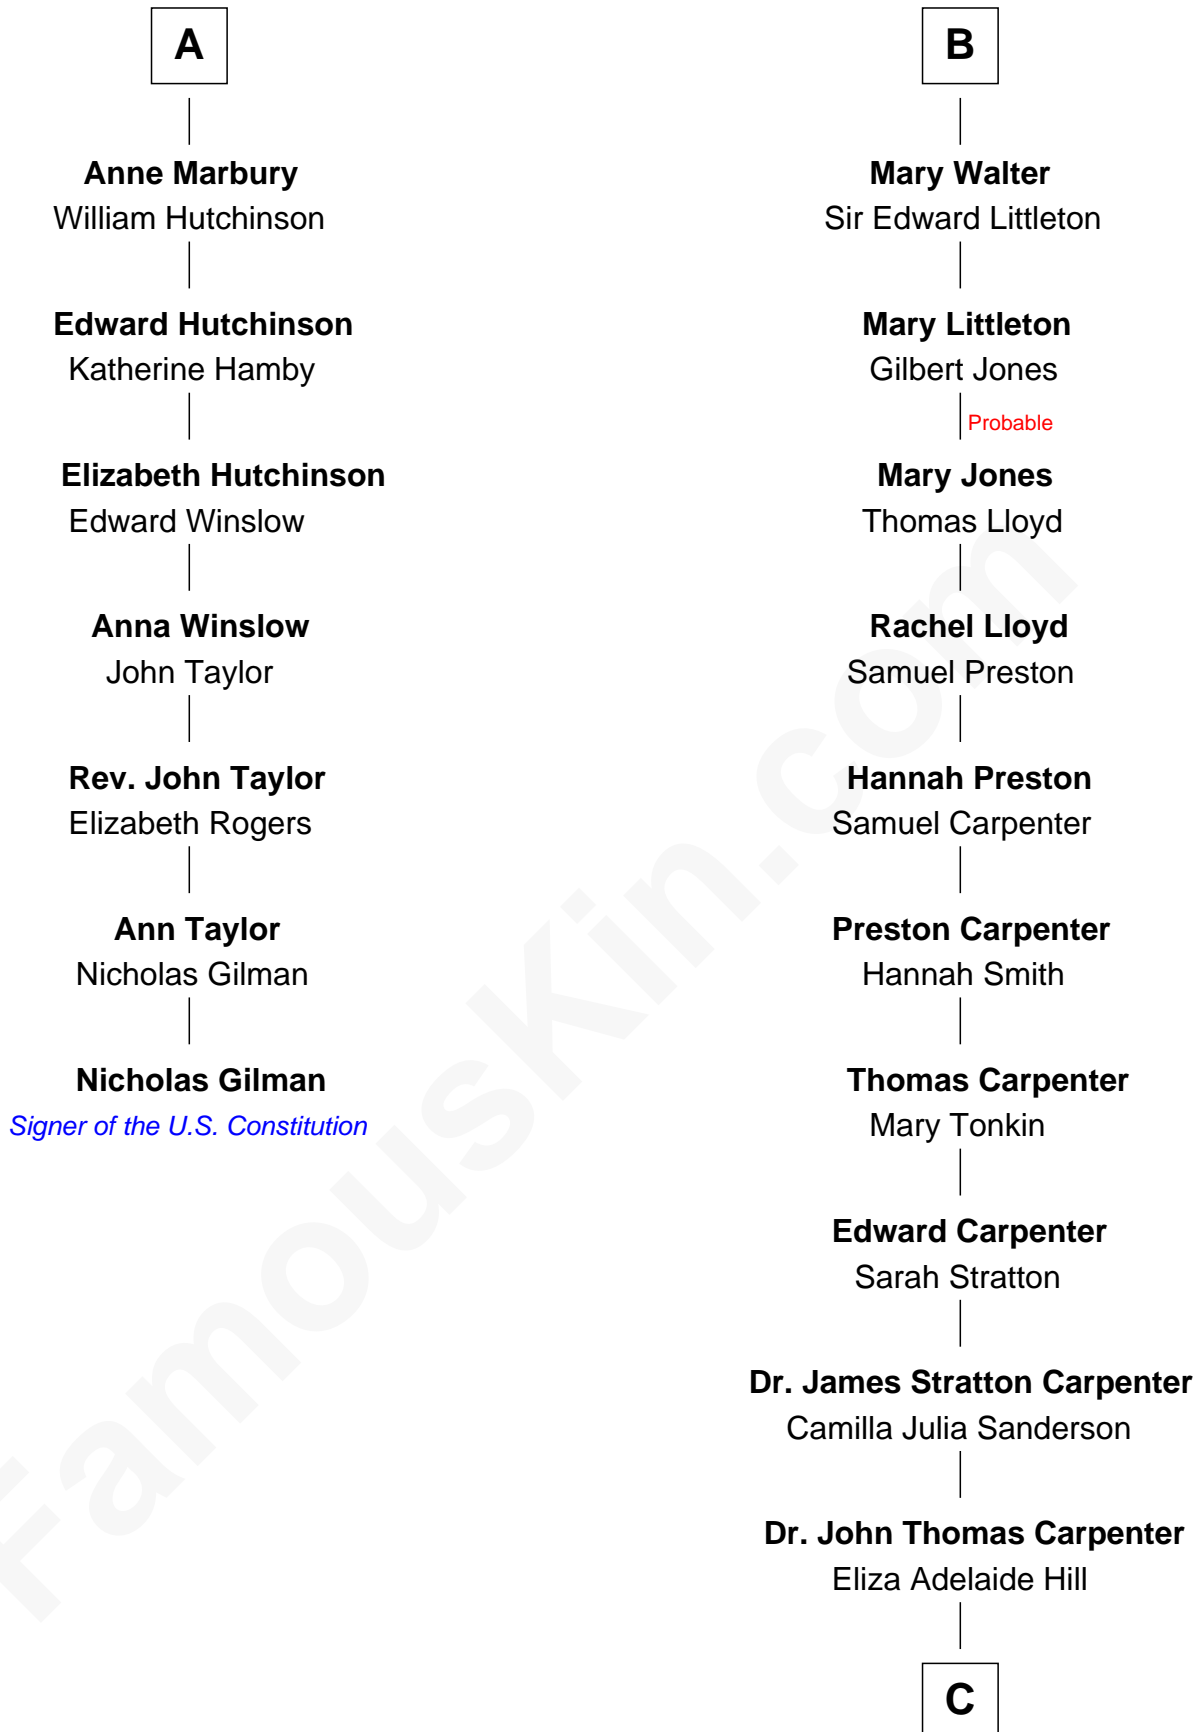 A
Anne Marbury
William Hutchinson
Edward Hutchinson
Katherine Hamby
Elizabeth Hutchinson
Edward Winslow
Anna Winslow
John Taylor
Rev. John Taylor
Elizabeth Rogers
Ann Taylor
Nicholas Gilman
Nicholas Gilman
Signer of the U.S. Constitution
B
Mary Walter
Sir Edward Littleton
Mary Littleton
Gilbert Jones
Probable
Mary Jones
Thomas Lloyd
Rachel Lloyd
Samuel Preston
Hannah Preston
Samuel Carpenter
Preston Carpenter
Hannah Smith
Thomas Carpenter
Mary Tonkin
Edward Carpenter
Sarah Stratton
Dr. James Stratton Carpenter
Camilla Julia Sanderson
Dr. John Thomas Carpenter
Eliza Adelaide Hill
C
FamousKin.com